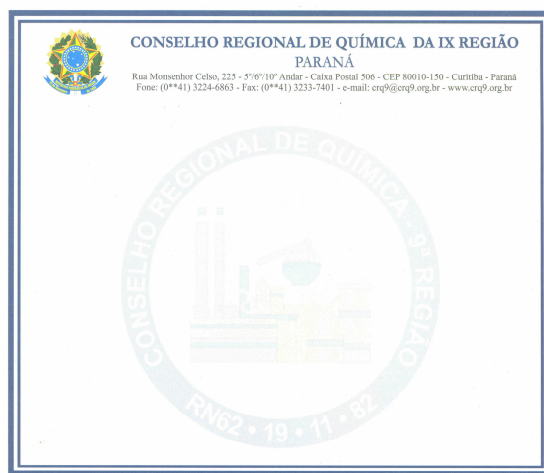 CONSELHO REGIONAL DE QUÍMICA DA IX REGIÃO
PARANÁ
Rua Monsenhor Celso, 225 - 5º/6º/10º Andar - Caixa Postal 506 - CEP 80010-150 - Curitiba - Paraná
Fone: (0**41) 3224-6863 - Fax: (0**41) 3233-7401 - e-mail: crq9@crq9.org.br - www.crq9.org.br
CONSELHO REGIONAL DE QUÍMICA - 9ª REGIÃO
RN62 • 19 • 11 • 82